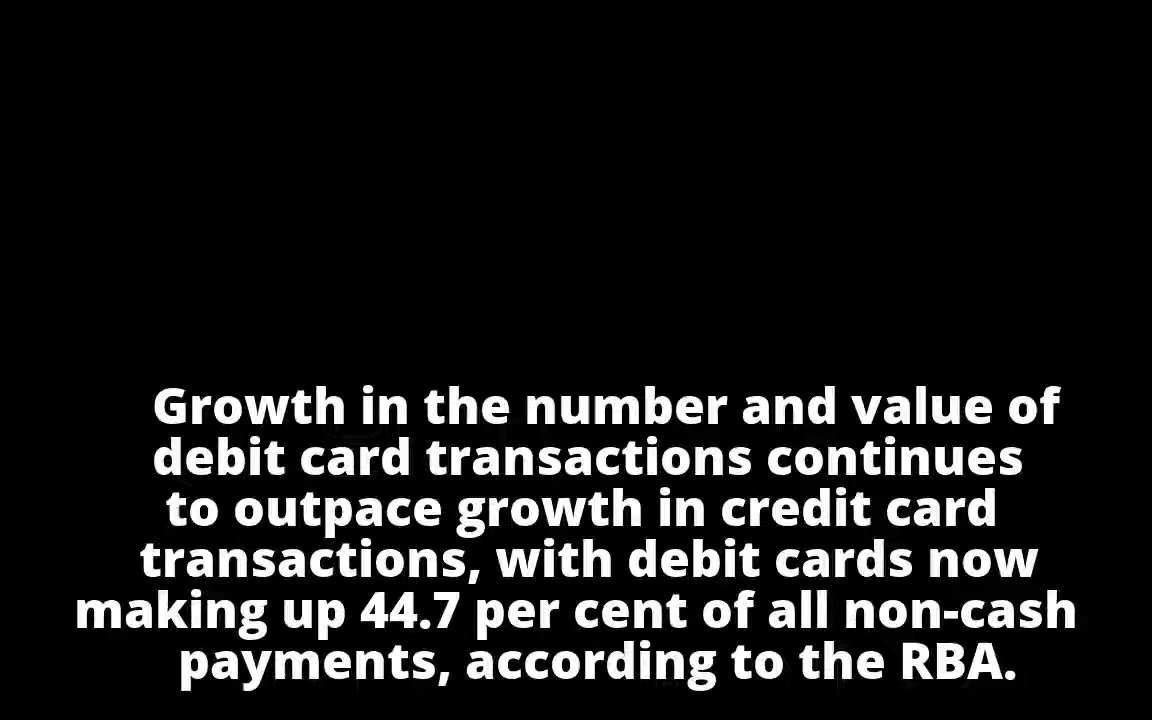 Growth in the number and value of
debit card transactions continues
to outpace growth in credit card
transactions, with debit cards now
making up 44.7 per cent of all non-cash
payments, according to the RBA.